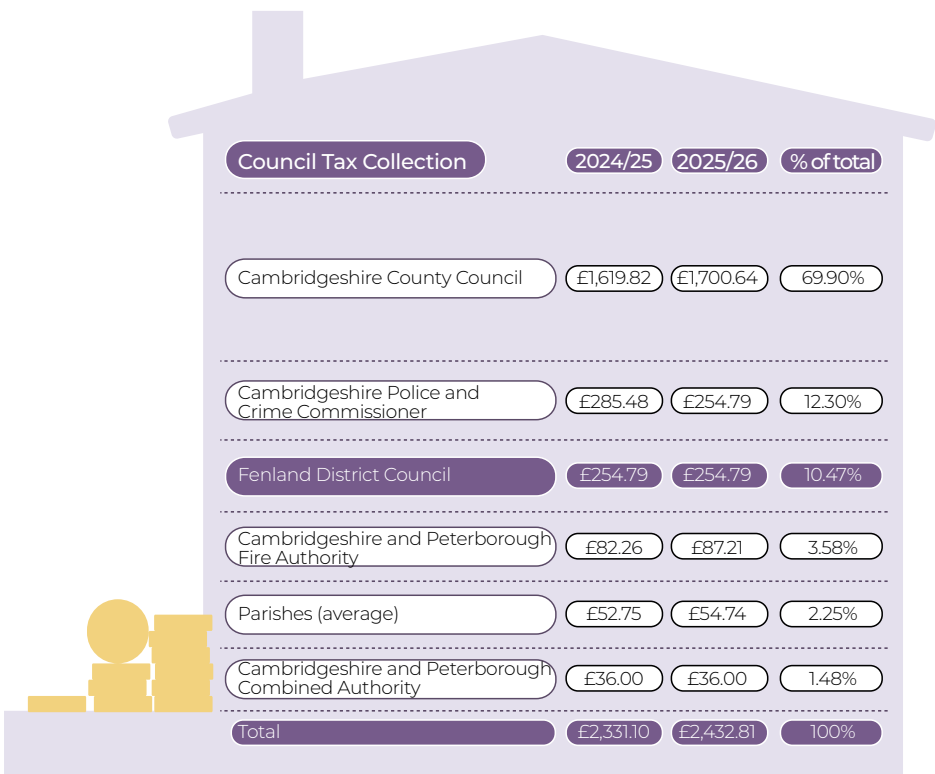 Council Tax Collection 2024/25 2025/26 % of total
Cambridgeshire County Council £1,619.82 £1,700.64 69.90%
Cambridgeshire Police and
Crime Commissioner £285.48 £254.79 12.30%
Fenland District Council £254.79 £254.79 10.47%
Cambridgeshire and Peterborough
Fire Authority £82.26 £87.21 3.58%
Parishes (average) £52.75 £54.74 2.25%
Cambridgeshire and Peterborough
Combined Authority £36.00 £36.00 1.48%
Total £2,331.10 £2,432.81 100%